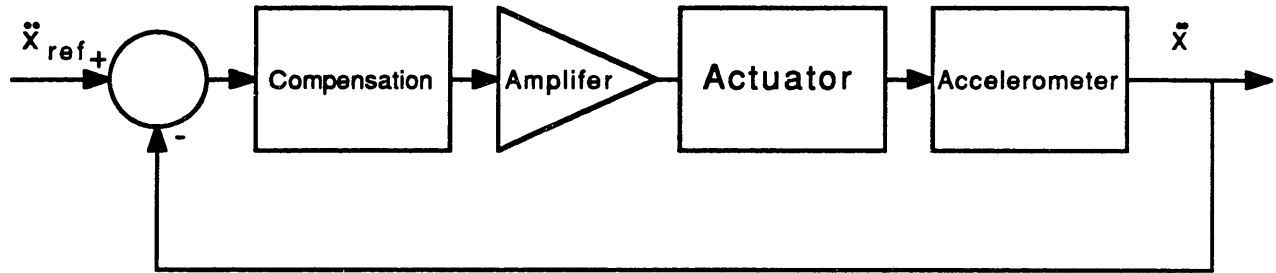 ẍ ref +
Compensation
Amplifer
Actuator
Accelerometer
ẍ
-